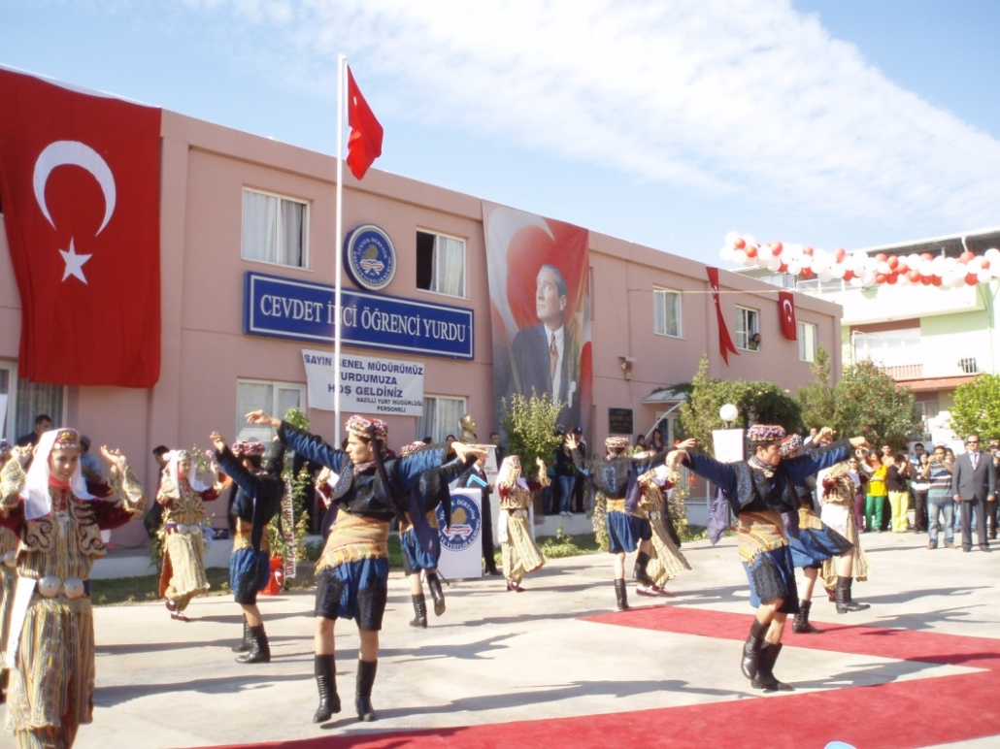 CEVDET İNCİ ÖĞRENCİ YURDU
SAYIN GENEL MÜDÜRÜMÜZ
YURDUMUZA
HOŞ GELDİNİZ
NAZİLLİ YURT MÜDÜRLÜĞÜ
PERSONELİ